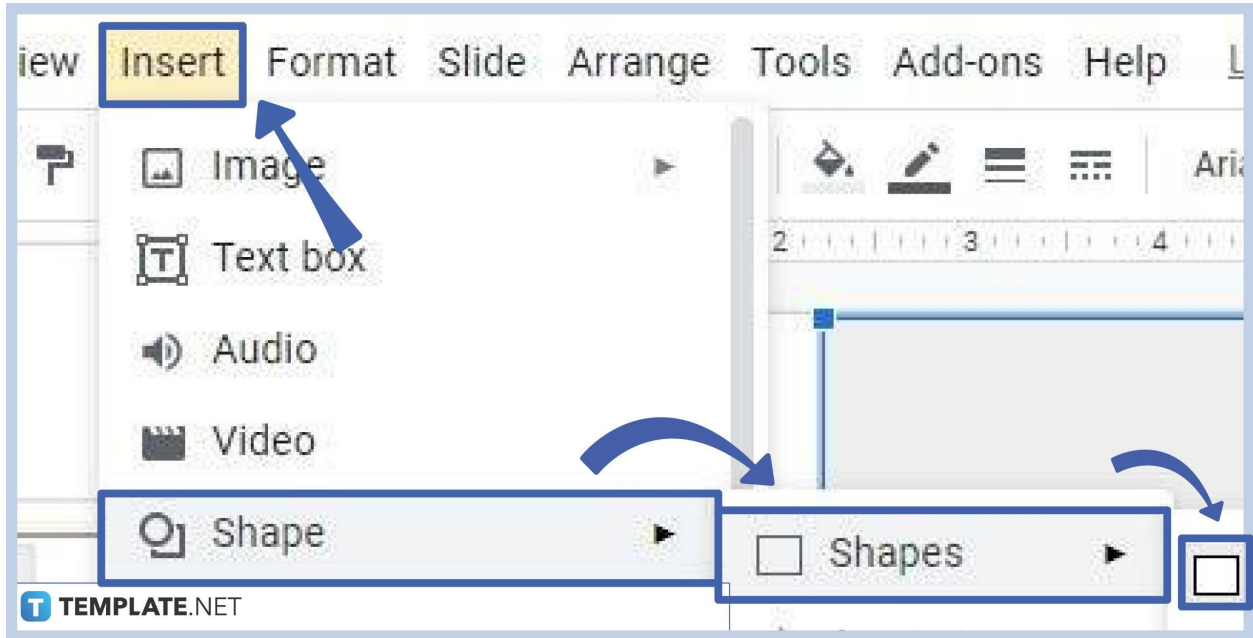 iew Insert Format Slide Arrange Tools Add-ons Help L
Image
Aria
Text box
2 3 4
Audio
Video
Shape
Shapes
T TEMPLATE.NET